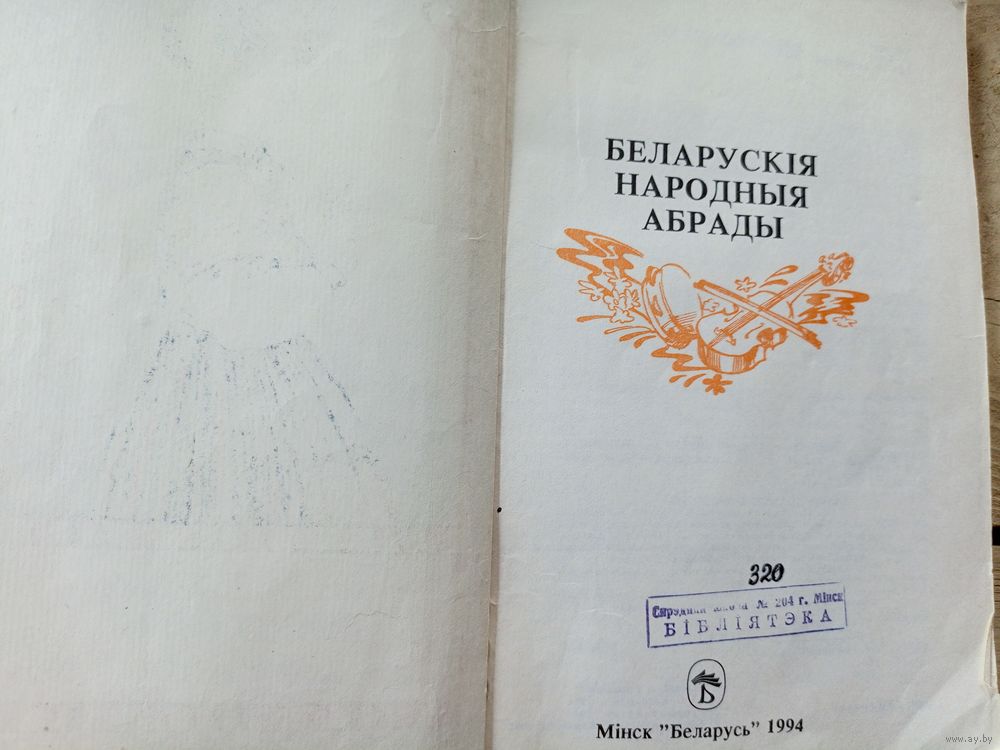 БЕЛАРУСКІЯ
НАРОДНЫЯ
АБРАДЫ
320
Сярэдняя школа № 204 г. Мінск
БІБЛІЯТЭКА
Б
Мінск "Беларусь" 1994
www.ay.by